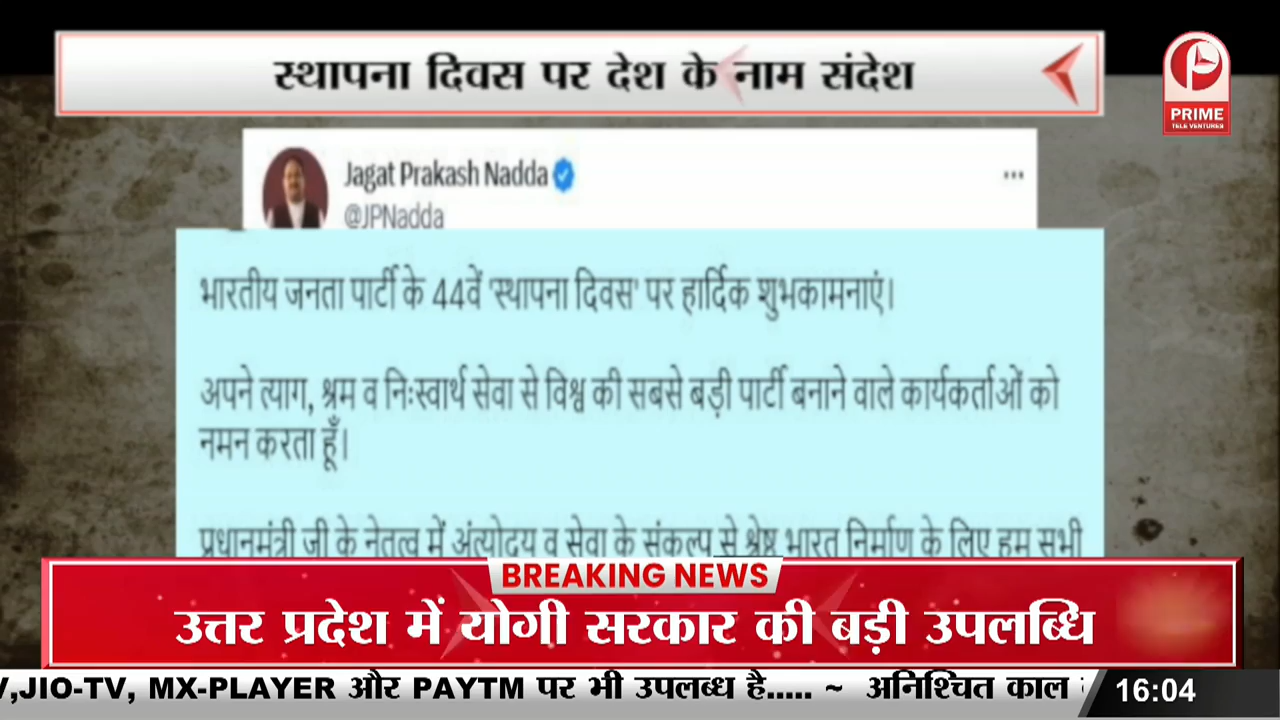 स्थापना दिवस पर देश के नाम संदेश
PRIME
TELE VENTURES
Jagat Prakash Nadda
@JPNadda
भारतीय जनता पार्टी के 44वें 'स्थापना दिवस' पर हार्दिक शुभकामनाएं।
अपने त्याग, श्रम व निःस्वार्थ सेवा से विश्व की सबसे बड़ी पार्टी बनाने वाले कार्यकर्ताओं को
नमन करता हूँ।
प्रधानमंत्री जी के नेतृत्व में अंत्योदय व सेवा के संकल्प से श्रेष्ठ भारत निर्माण के लिए हम सभी
BREAKING NEWS
उत्तर प्रदेश में योगी सरकार की बड़ी उपलब्धि
,JIO-TV, MX-PLAYER और PAYTM पर भी उपलब्ध है..... ~ अनिश्चित काल
16:04